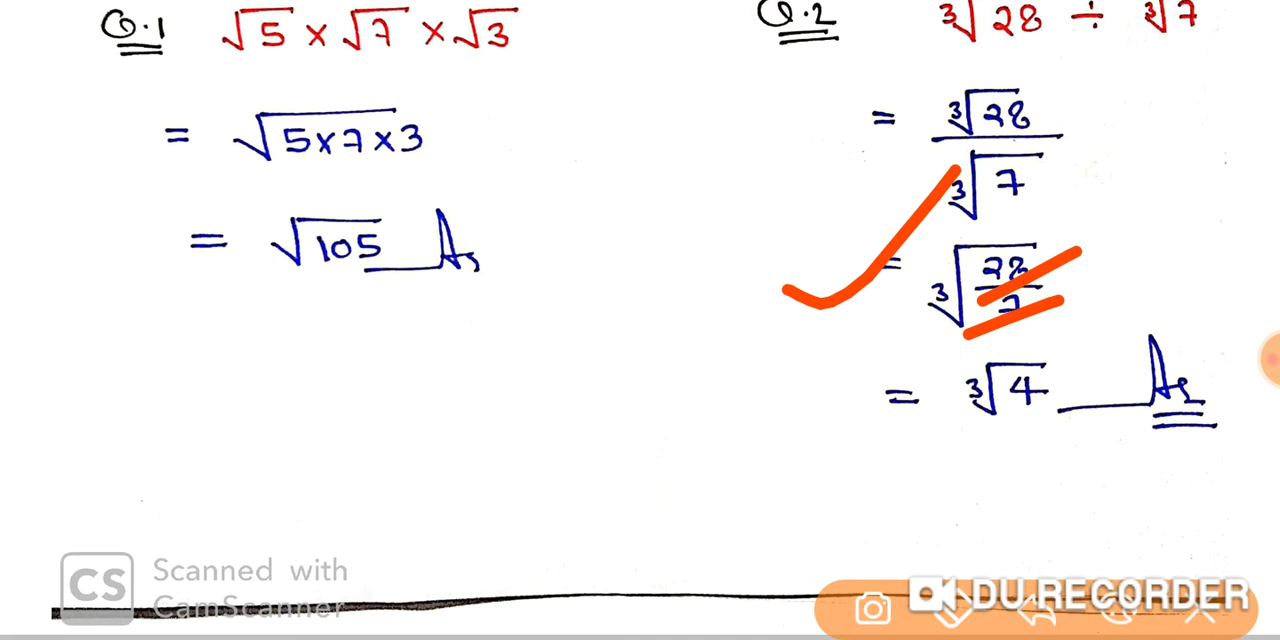 Q.1 √5 × √7 × √3
= √5×7×3
= √105 As
Q.2 ∛28 ÷ ∛7
= ∛28 / ∛7
= ∛28/7
= ∛4 As
CS Scanned with
CamScanner
DU RECORDER